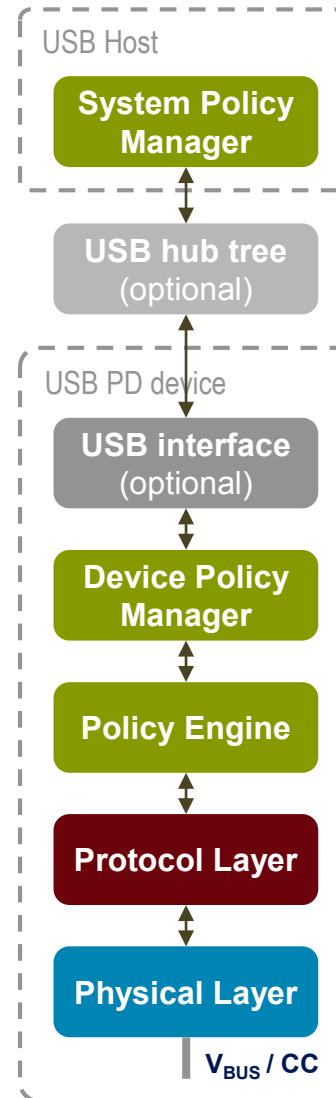 USB Host
System Policy
Manager
USB hub tree
(optional)
USB PD device
USB interface
(optional)
Device Policy
Manager
Policy Engine
Protocol Layer
Physical Layer
VBUS / CC